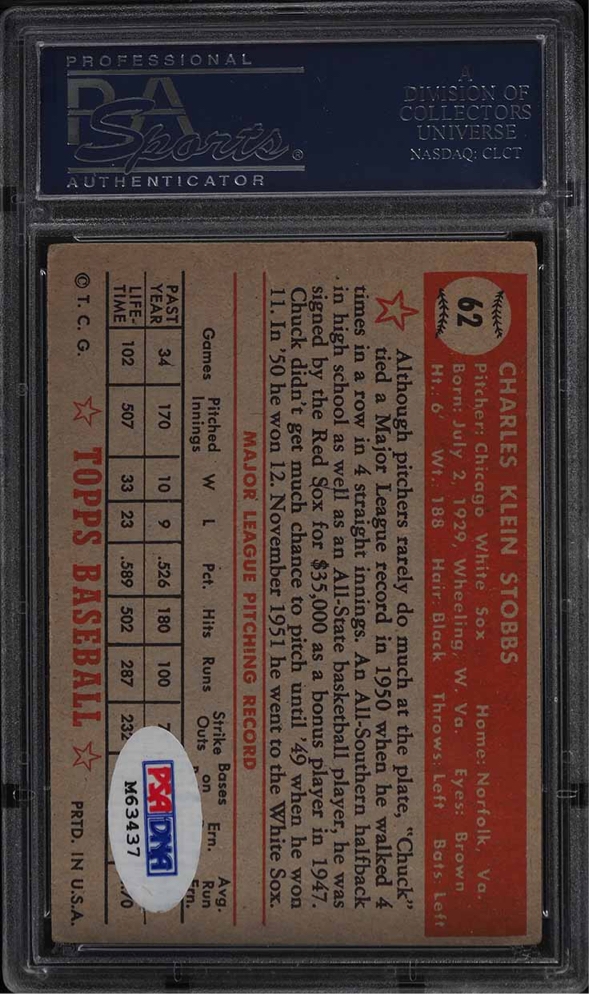 PROFESSIONAL
PSA
Sports®
AUTHENTICATOR
A
DIVISION OF
COLLECTORS
UNIVERSE
NASDAQ: CLCT
62
CHARLES KLEIN STOBBS
Pitcher: Chicago White Sox Home: Norfolk, Va.
Born: July 2, 1929, Wheeling, W. Va. Eyes: Brown
Ht.: 6' Wt.: 188 Hair: Black Throws: Left Bats: Left
Although pitchers rarely do much at the plate, "Chuck"
tied a Major League record in 1950 when he walked 4
times in a row in 4 straight innings. An All-Southern halfback
in high school as well as an All-State basketball player, he was
signed by the Red Sox for $35,000 as a bonus player in 1947.
Chuck didn't get much chance to pitch until '49 when he won
11. In '50 he won 12. November 1951 he went to the White Sox.
MAJOR LEAGUE PITCHING RECORD
Games Pitched Innings W L Pct. Hits Runs Strike Outs Bases on Ern. Avg. Run
PAST YEAR 34 170 10 9 .526 180 100
LIFE-TIME 102 507 33 23 .589 502 287 232
© T. C. G. TOPPS BASEBALL PRTD. IN U.S.A.
PSA/DNA
M63437